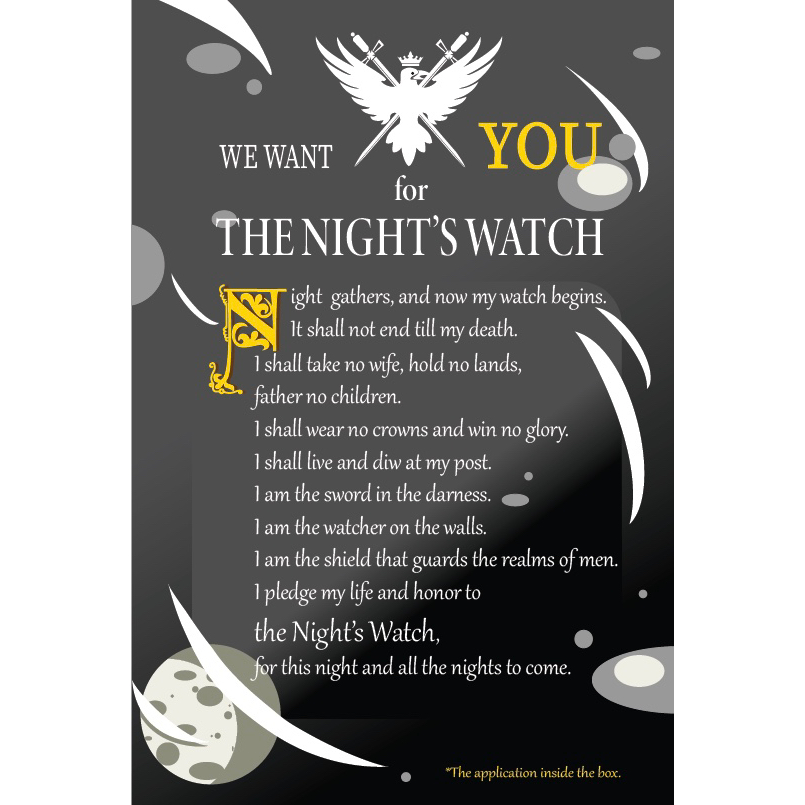 WE WANT YOU
for
THE NIGHT'S WATCH
Night gathers, and now my watch begins.
It shall not end till my death.
I shall take no wife, hold no lands,
father no children.
I shall wear no crowns and win no glory.
I shall live and diw at my post.
I am the sword in the darness.
I am the watcher on the walls.
I am the shield that guards the realms of men.
I pledge my life and honor to
the Night's Watch,
for this night and all the nights to come.
*The application inside the box.